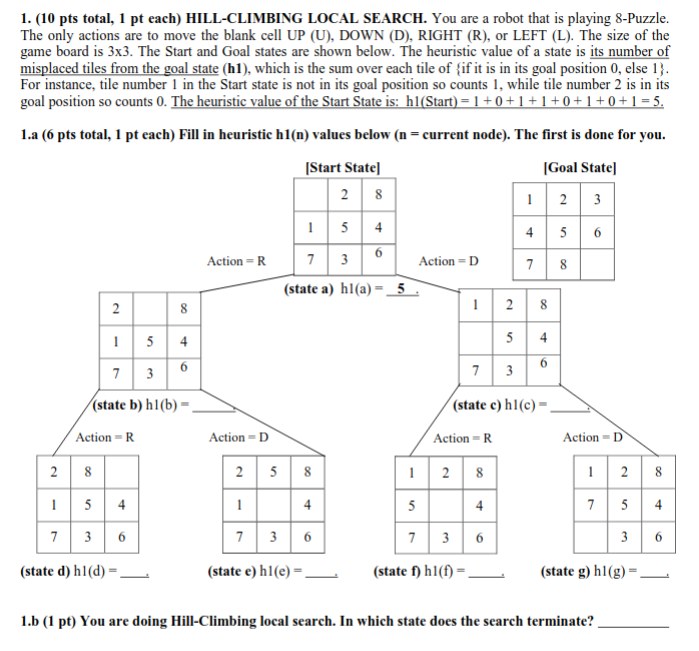 1. (10 pts total, 1 pt each) HILL-CLIMBING LOCAL SEARCH. You are a robot that is playing 8-Puzzle.
The only actions are to move the blank cell UP (U), DOWN (D), RIGHT (R), or LEFT (L). The size of the
game board is 3x3. The Start and Goal states are shown below. The heuristic value of a state is its number of
misplaced tiles from the goal state (h1), which is the sum over each tile of {if it is in its goal position 0, else 1}.
For instance, tile number 1 in the Start state is not in its goal position so counts 1, while tile number 2 is in its
goal position so counts 0. The heuristic value of the Start State is: h1(Start) = 1 + 0 + 1 + 1 + 0 + 1 + 0 + 1 = 5.
1.a (6 pts total, 1 pt each) Fill in heuristic h1(n) values below (n = current node). The first is done for you.
[Start State] [Goal State]
2 8
1 5 4
7 3 6
1 2 3
4 5 6
7 8
Action = R Action = D
(state a) h1(a) = 5 .
2 8
1 5 4
7 3 6
1 2 8
5 4
7 3 6
(state b) h1(b) = ______ (state c) h1(c) = ______
Action = R Action = D Action = R Action = D
2 8
1 5 4
7 3 6
2 5 8
1 4
7 3 6
1 2 8
5 4
7 3 6
1 2 8
7 5 4
3 6
(state d) h1(d) = ____. (state e) h1(e) = ____. (state f) h1(f) = ____. (state g) h1(g) = ____.
1.b (1 pt) You are doing Hill-Climbing local search. In which state does the search terminate? __________